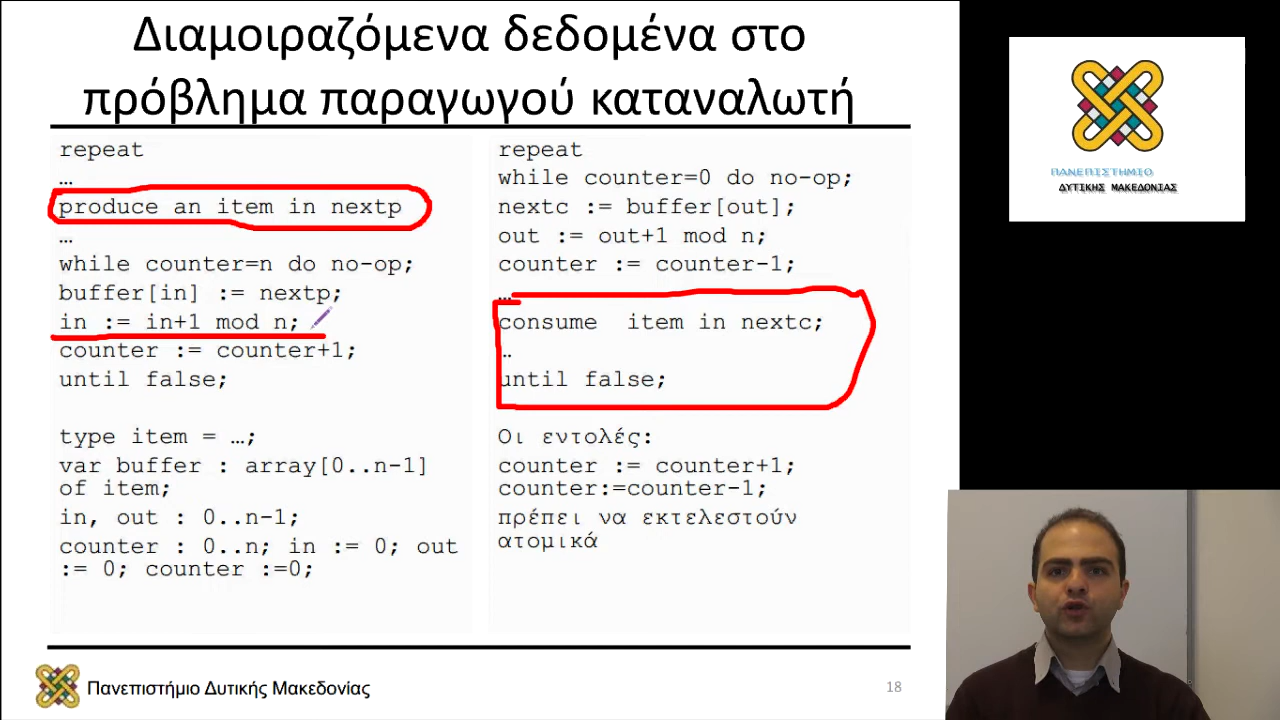 Διαμοιραζόμενα δεδομένα στο
πρόβλημα παραγωγού καταναλωτή
repeat
…
produce an item in nextp
…
while counter=n do no-op;
buffer[in] := nextp;
in := in+1 mod n;
counter := counter+1;
until false;
type item = …;
var buffer : array[0..n-1]
of item;
in, out : 0..n-1;
counter : 0..n; in := 0; out
:= 0; counter :=0;
repeat
while counter=0 do no-op;
nextc := buffer[out];
out := out+1 mod n;
counter := counter-1;
…
consume  item in nextc;
…
until false;
Οι εντολές:
counter := counter+1;
counter:=counter-1;
πρέπει να εκτελεστούν
ατομικά
Πανεπιστήμιο Δυτικής Μακεδονίας
18
ΠΑΝΕΠΙΣΤΗΜΙΟ
ΔΥΤΙΚΗΣ ΜΑΚΕΔΟΝΙΑΣ